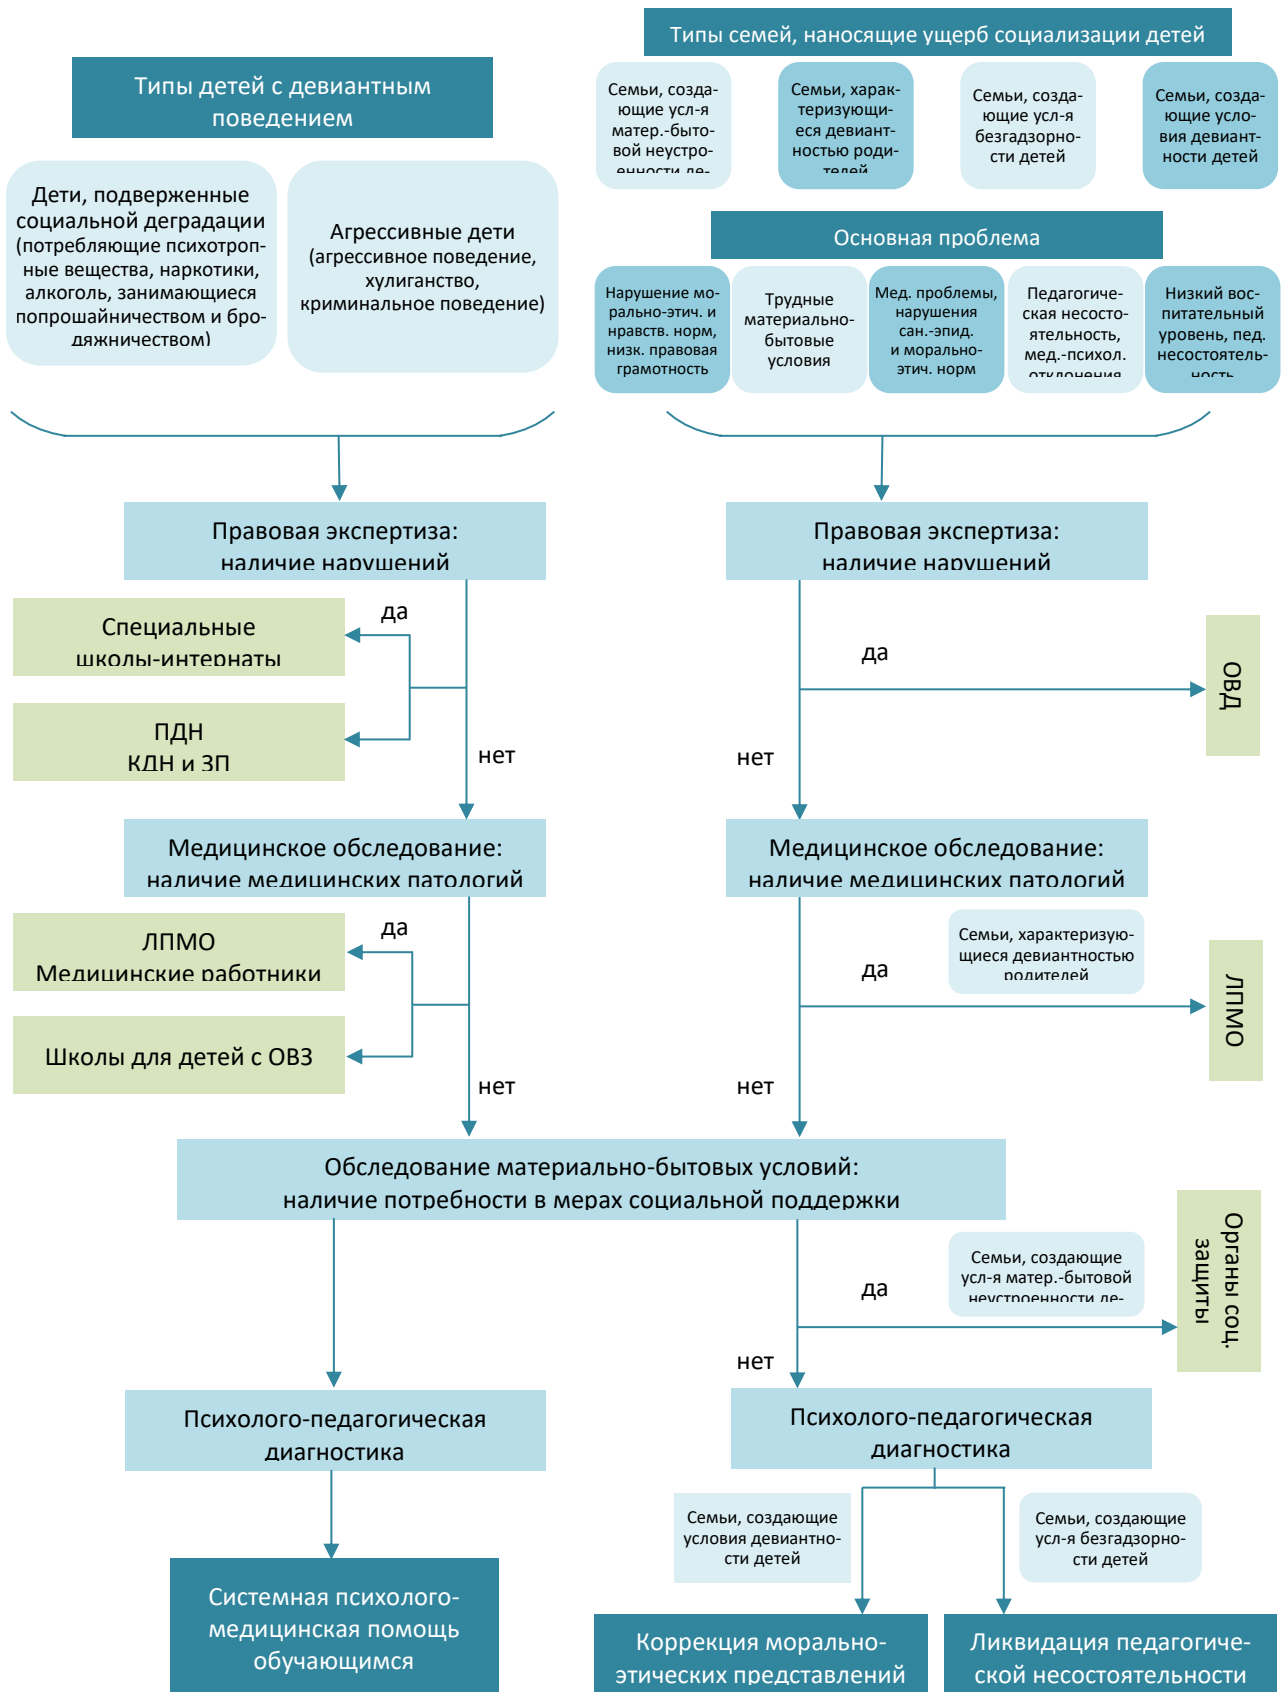 Типы семей, наносящие ущерб социализации детей
Типы детей с девиантным
поведением
Семьи, созда-
ющие усл-я
матер.-быто-
вой неустро-
енности де-
Семьи, харак-
теризующи-
еся девиант-
ностью роди-
телей
Семьи, созда-
ющие усл-я
безгадзорно-
сти детей
Семьи, созда-
ющие усло-
вия девиант-
ности детей
Дети, подверженные
социальной деградации
(потребляющие психотроп-
ные вещества, наркотики,
алкоголь, занимающиеся
попрошайничеством и бро-
дяжничеством)
Агрессивные дети
(агрессивное поведение,
хулиганство,
криминальное поведение)
Основная проблема
Нарушение мо-
рально-этич. и
нравств. норм,
низк. правовая
грамотность
Трудные
материально-
бытовые
условия
Мед. проблемы,
нарушения
сан.-эпид.
и морально-
этич. норм
Педагогиче-
ская несосто-
ятельность,
мед.-психол.
отклонения
Низкий вос-
питательный
уровень, пед.
несостоятель-
ность
Правовая экспертиза:
наличие нарушений
Правовая экспертиза:
наличие нарушений
да
Специальные
школы-интернаты
да
ОВД
ПДН
КДН и ЗП
нет
нет
Медицинское обследование:
наличие медицинских патологий
Медицинское обследование:
наличие медицинских патологий
да
ЛПМО
Медицинские работники
Семьи, характеризую-
щиеся девиантностью
родителей
да
ЛПМО
Школы для детей с ОВЗ
нет
нет
Обследование материально-бытовых условий:
наличие потребности в мерах социальной поддержки
Семьи, создающие
усл-я матер.-бытовой
неустроенности де-
да
Органы соц.
защиты
нет
Психолого-педагогическая
диагностика
Психолого-педагогическая
диагностика
Семьи, создающие
условия девиантно-
сти детей
Семьи, создающие
усл-я безгадзорно-
сти детей
Системная психолого-
медицинская помощь
обучающимся
Коррекция морально-
этических представлений
Ликвидация педагогиче-
ской несостоятельности